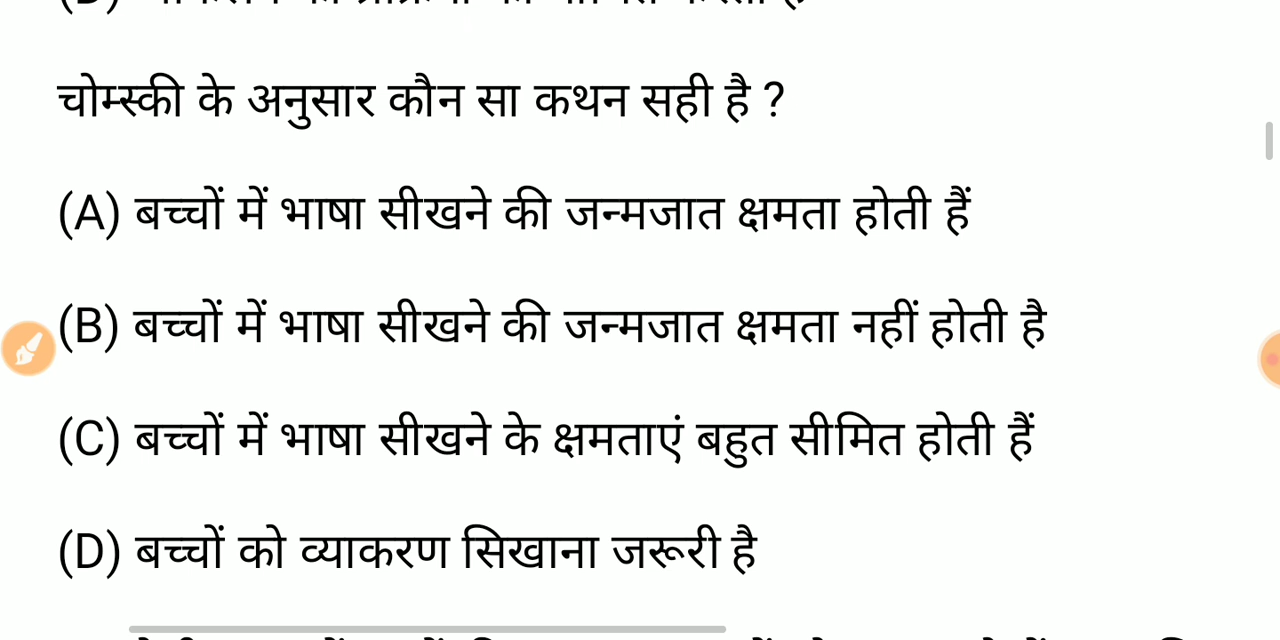 चोम्स्की के अनुसार कौन सा कथन सही है ?
(A) बच्चों में भाषा सीखने की जन्मजात क्षमता होती हैं
(B) बच्चों में भाषा सीखने की जन्मजात क्षमता नहीं होती है
(C) बच्चों में भाषा सीखने के क्षमताएं बहुत सीमित होती हैं
(D) बच्चों को व्याकरण सिखाना जरूरी है